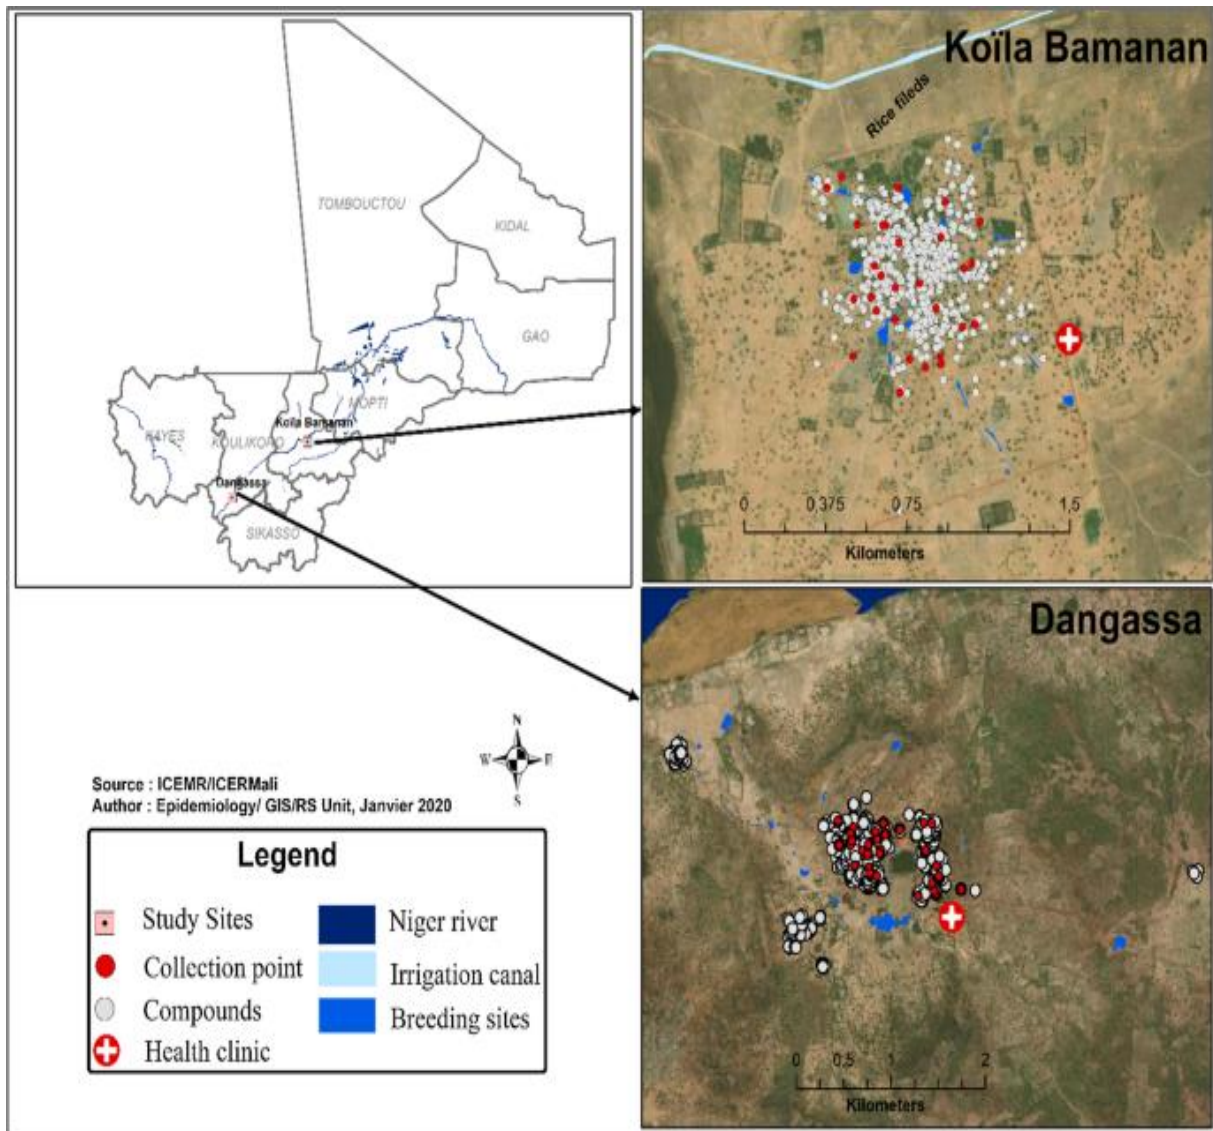 TOMBOUCTOU
KIDAL
GAO
MOPTI
KAYES
KOULIKORO
Koïla Bamanan
Dangassa
SIKASSO
Koïla Bamanan
Rice fileds
0 0,375 0,75 1,5
Kilometers
Dangassa
0 0,5 1 2
Kilometers
N
W E
S
Source : ICEMR/ICERMali
Author : Epidemiology/ GIS/RS Unit, Janvier 2020
Legend
Study Sites
Collection point
Compounds
Health clinic
Niger river
Irrigation canal
Breeding sites